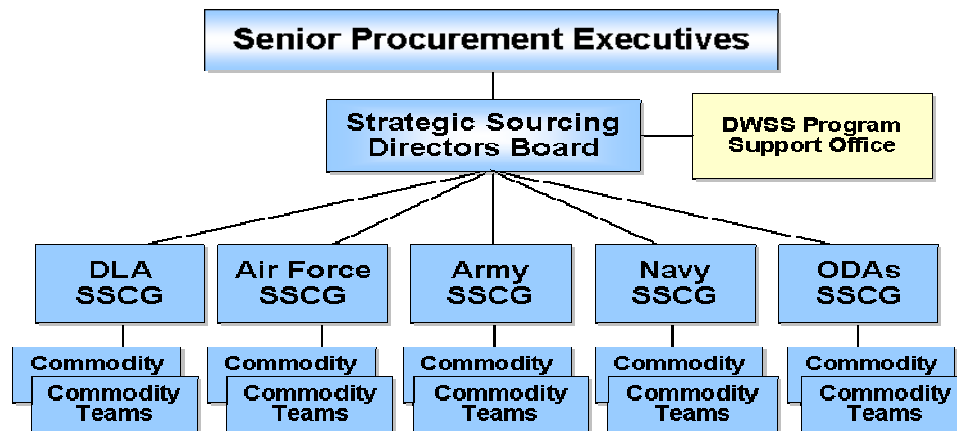 Senior Procurement Executives
Strategic Sourcing
Directors Board
DWSS Program
Support Office
DLA
SSCG
Air Force
SSCG
Army
SSCG
Navy
SSCG
ODAs
SSCG
Commodity
Commodity
Teams
Commodity
Commodity
Teams
Commodity
Commodity
Teams
Commodity
Commodity
Teams
Commodity
Commodity
Teams